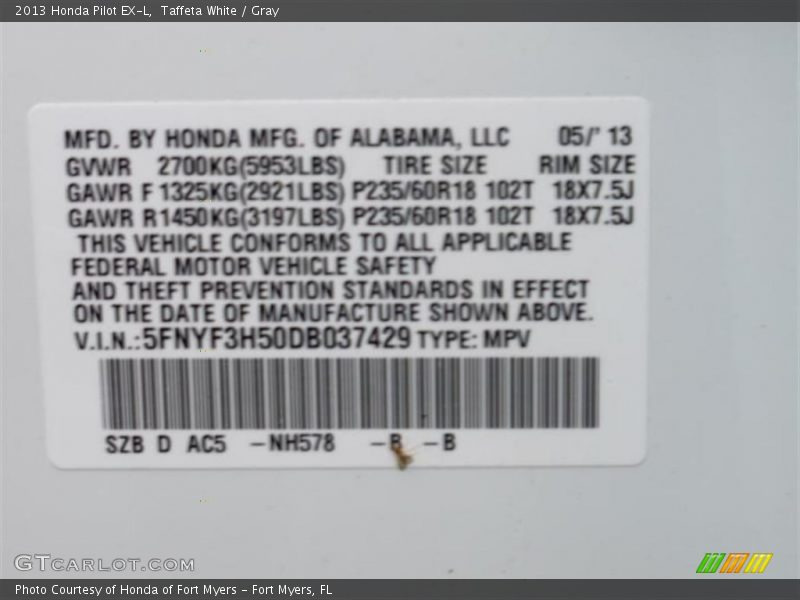 2013 Honda Pilot EX-L, Taffeta White / Gray
MFD. BY HONDA MFG. OF ALABAMA, LLC 05/' 13
GVWR 2700KG(5953LBS) TIRE SIZE RIM SIZE
GAWR F 1325KG(2921LBS) P235/60R18 102T 18X7.5J
GAWR R1450KG(3197LBS) P235/60R18 102T 18X7.5J
THIS VEHICLE CONFORMS TO ALL APPLICABLE
FEDERAL MOTOR VEHICLE SAFETY
AND THEFT PREVENTION STANDARDS IN EFFECT
ON THE DATE OF MANUFACTURE SHOWN ABOVE.
V.I.N.:5FNYF3H50DB037429 TYPE: MPV
SZB D AC5 –NH578 –B –B
GTCARLOT.COM
Photo Courtesy of Honda of Fort Myers - Fort Myers, FL